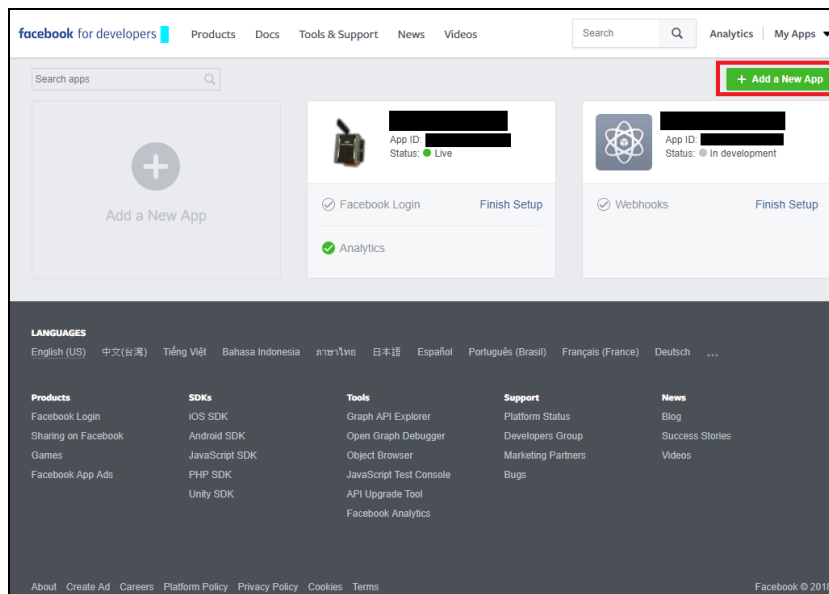 facebook for developers Products Docs Tools & Support News Videos Search Analytics My Apps
Search apps + Add a New App
Add a New App
App ID:
Status: Live
Facebook Login Finish Setup
Analytics
App ID:
Status: In development
Webhooks Finish Setup
LANGUAGES
English (US) 中文(台灣) Tiếng Việt Bahasa Indonesia ภาษาไทย 日本語 Español Português (Brasil) Français (France) Deutsch ...
Products
Facebook Login
Sharing on Facebook
Games
Facebook App Ads
SDKs
iOS SDK
Android SDK
JavaScript SDK
PHP SDK
Unity SDK
Tools
Graph API Explorer
Open Graph Debugger
Object Browser
JavaScript Test Console
API Upgrade Tool
Facebook Analytics
Support
Platform Status
Developers Group
Marketing Partners
Bugs
News
Blog
Success Stories
Videos
About Create Ad Careers Platform Policy Privacy Policy Cookies Terms Facebook © 2018